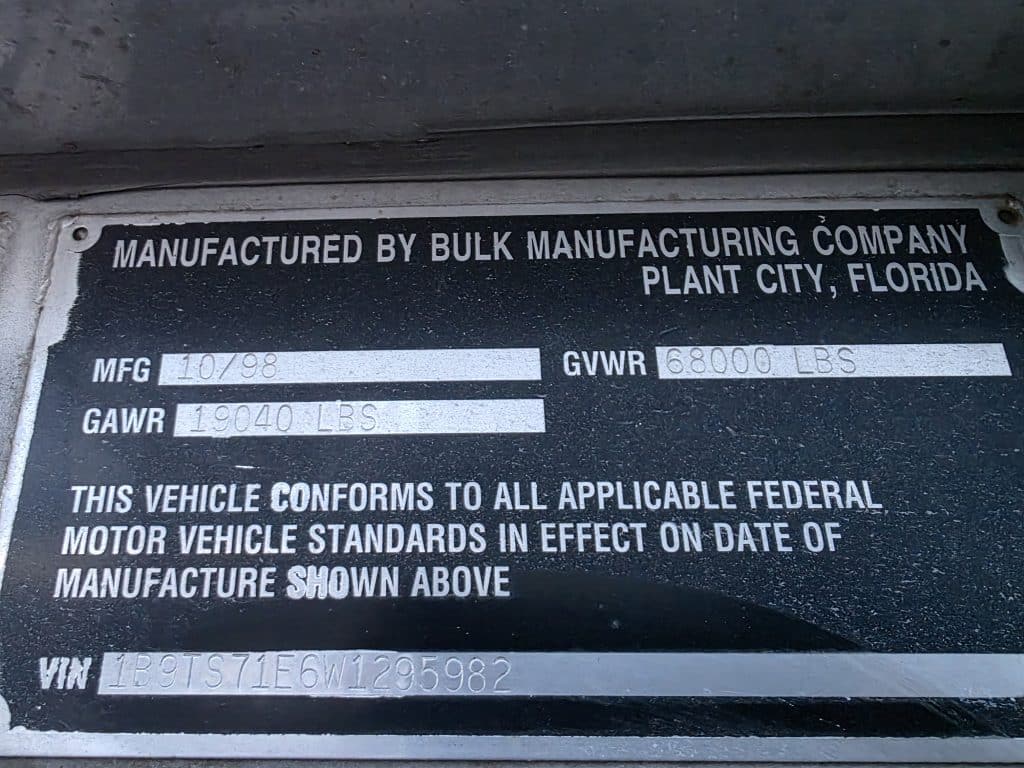 MANUFACTURED BY BULK MANUFACTURING COMPANY
PLANT CITY, FLORIDA
MFG 10/98 GVWR 68000 LBS
GAWR 19040 LBS
THIS VEHICLE CONFORMS TO ALL APPLICABLE FEDERAL
MOTOR VEHICLE STANDARDS IN EFFECT ON DATE OF
MANUFACTURE SHOWN ABOVE
VIN 1B9TS71E6W1295982